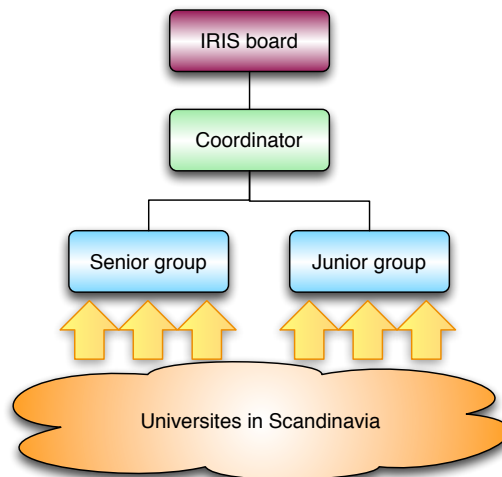 IRIS board
Coordinator
Senior group
Junior group
Universites in Scandinavia